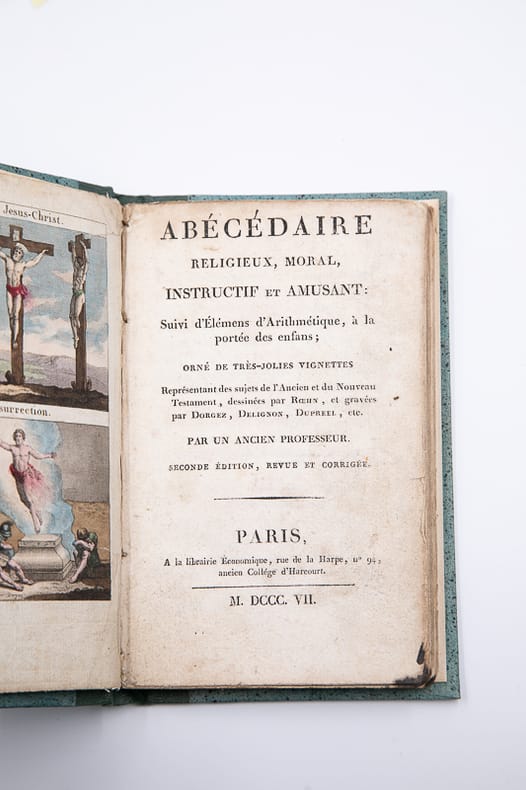 Jesus-Christ.
surrection.
ABÉCÉDAIRE
RELIGIEUX, MORAL,
INSTRUCTIF ET AMUSANT:
Suivi d'Élémens d'Arithmétique, à la
portée des enfans;
ORNÉ DE TRÈS-JOLIES VIGNETTES
Représentant des sujets de l'Ancien et du Nouveau
Testament, dessinées par RŒHN, et gravées
par DORGEZ, DELIGNON, DUPREEL, etc.
PAR UN ANCIEN PROFESSEUR.
SECONDE ÉDITION, REVUE ET CORRIGÉE.
PARIS,
A la librairie Économique, rue de la Harpe, n° 94,
ancien Collége d'Harcourt.
M. DCCC. VII.